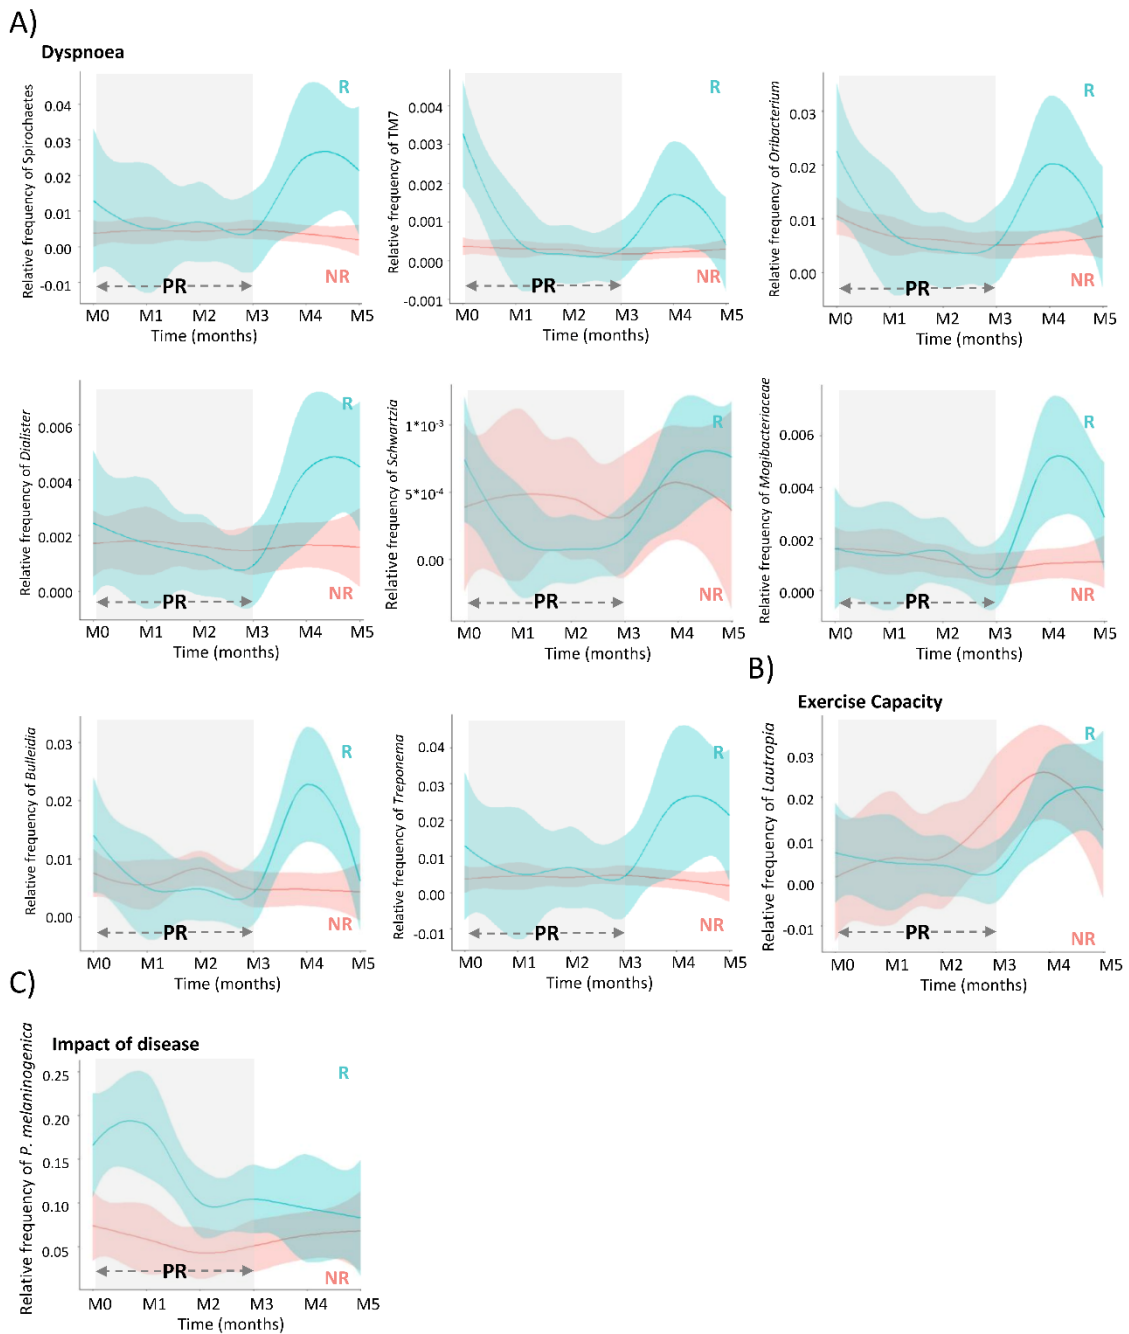 A)
Dyspnoea
Relative frequency of Spirochaetes
0.04
0.03
0.02
0.01
0.00
-0.01
R
NR
PR
M0 M1 M2 M3 M4 M5
Time (months)
Relative frequency of TM7
0.004
0.003
0.002
0.001
0.000
-0.001
R
NR
PR
M0 M1 M2 M3 M4 M5
Time (months)
Relative frequency of Oribacterium
0.03
0.02
0.01
0.00
R
NR
PR
M0 M1 M2 M3 M4 M5
Time (months)
Relative frequency of Dialister
0.006
0.004
0.002
0.000
R
NR
PR
M0 M1 M2 M3 M4 M5
Time (months)
Relative frequency of Schwartzia
1*10-3
5*10-4
0.00
R
NR
PR
M0 M1 M2 M3 M4 M5
Time (months)
Relative frequency of Mogibacteriaceae
0.006
0.004
0.002
0.000
R
NR
PR
M0 M1 M2 M3 M4 M5
Time (months)
Relative frequency of Bulleidia
0.03
0.02
0.01
0.00
R
NR
PR
M0 M1 M2 M3 M4 M5
Time (months)
Relative frequency of Treponema
0.04
0.03
0.02
0.01
0.00
-0.01
R
NR
PR
M0 M1 M2 M3 M4 M5
Time (months)
B)
Exercise Capacity
Relative frequency of Lautropia
0.03
0.02
0.01
0.00
-0.01
R
NR
PR
M0 M1 M2 M3 M4 M5
Time (months)
C)
Impact of disease
Relative frequency of P. melaninogenica
0.25
0.20
0.15
0.10
0.05
R
NR
PR
M0 M1 M2 M3 M4 M5
Time (months)